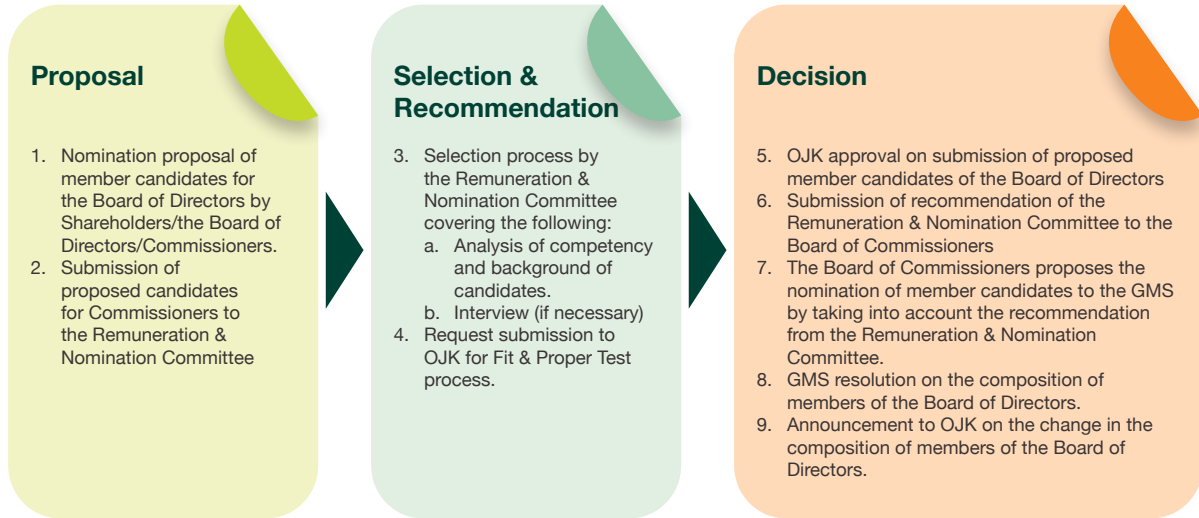 Proposal
1. Nomination proposal of
member candidates for
the Board of Directors by
Shareholders/the Board of
Directors/Commissioners.
2. Submission of
proposed candidates
for Commissioners to
the Remuneration &
Nomination Committee
Selection &
Recommendation
3. Selection process by
the Remuneration &
Nomination Committee
covering the following:
a. Analysis of competency
and background of
candidates.
b. Interview (if necessary)
4. Request submission to
OJK for Fit & Proper Test
process.
Decision
5. OJK approval on submission of proposed
member candidates of the Board of Directors
6. Submission of recommendation of the
Remuneration & Nomination Committee to the
Board of Commissioners
7. The Board of Commissioners proposes the
nomination of member candidates to the GMS
by taking into account the recommendation
from the Remuneration & Nomination
Committee.
8. GMS resolution on the composition of
members of the Board of Directors.
9. Announcement to OJK on the change in the
composition of members of the Board of
Directors.